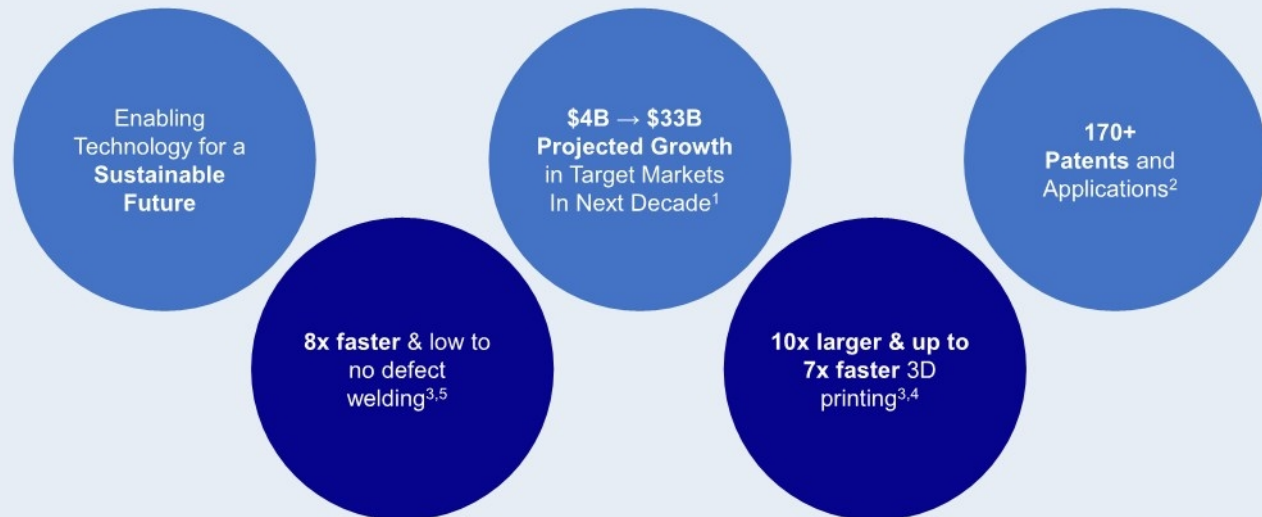 Enabling
Technology for a
Sustainable
Future
$4B → $33B
Projected Growth
in Target Markets
In Next Decade¹
170+
Patents and
Applications²
8x faster & low to
no defect
welding³,⁵
10x larger & up to
7x faster 3D
printing³,⁴